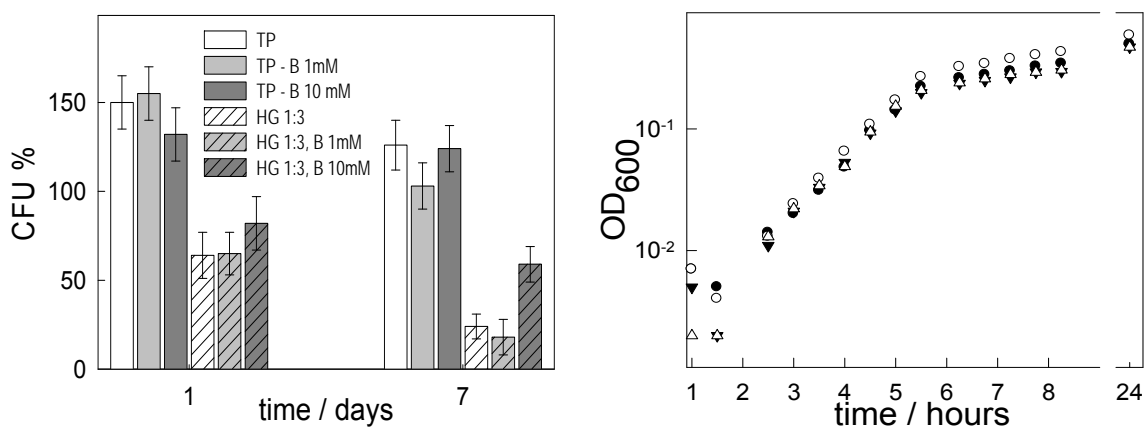 TP
TP - B 1mM
TP - B 10 mM
HG 1:3
HG 1:3, B 1mM
HG 1:3, B 10mM
150
100
50
0
CFU %
1
7
time / days
10-1
10-2
OD600
1
2
3
4
5
6
7
8
24
time / hours